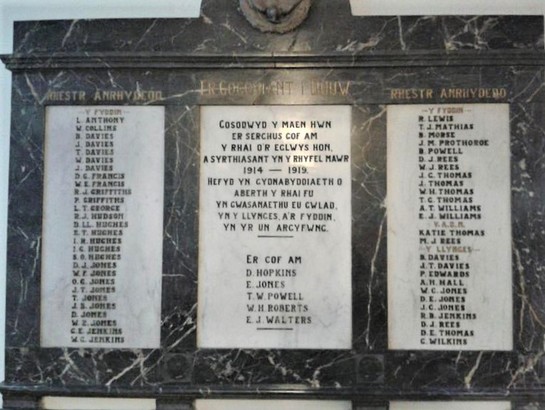 ER GOGONIANT I DDUW
RHESTR ANRHYDEDD
Y FYDDIN
L. ANTHONY
W. COLLINS
B. DAVIES
J. DAVIES
T. DAVIES
W. DAVIES
J. DAVIES
D. G. FRANCIS
W. E. FRANCIS
R. J. GRIFFITHS
P. GRIFFITHS
L. T. GEORGE
R. J. HUDSON
D. LL. HUGHES
E. T. HUGHES
I. R. HUGHES
I. G. HUGHES
S. O. HUGHES
D. J. JONES
W. F. JONES
O. G. JONES
J. T. JONES
T. JONES
J. S. JONES
D. JONES
W. E. JONES
G. E. JENKINS
W. G. JENKINS
GOSODWYD Y MAEN HWN
ER SERCHUS GOF AM
Y RHAI O'R EGLWYS HON,
A SYRTHIASANT YN Y RHYFEL MAWR
1914 — 1919.
HEFYD YN GYDNABYDDIAETH O
ABERTH Y RHAI FU
YN GWASANAETHU EU GWLAD,
YN Y LLYNGES, A'R FYDDIN,
YN YR UN ARGYFWNG.
ER COF AM
D. HOPKINS
E. JONES
T. W. POWELL
W. H. ROBERTS
E. J. WALTERS
RHESTR ANRHYDEDD
Y FYDDIN
R. LEWIS
T. J. MATHIAS
B. MORSE
J. M. PROTHOROE
B. POWELL
D. J. REES
W. J. REES
J. C. THOMAS
J. THOMAS
W. H. THOMAS
T. G. THOMAS
A. T. WILLIAMS
E. J. WILLIAMS
V.A.D.N.
KATIE THOMAS
M. J. REES
Y LLYNGES
B. DAVIES
J. T. DAVIES
P. EDWARDS
A. H. HALL
W. C. JONES
D. E. JONES
J. C. JONES
R. B. JENKINS
D. J. REES
D. E. THOMAS
C. WILKINS